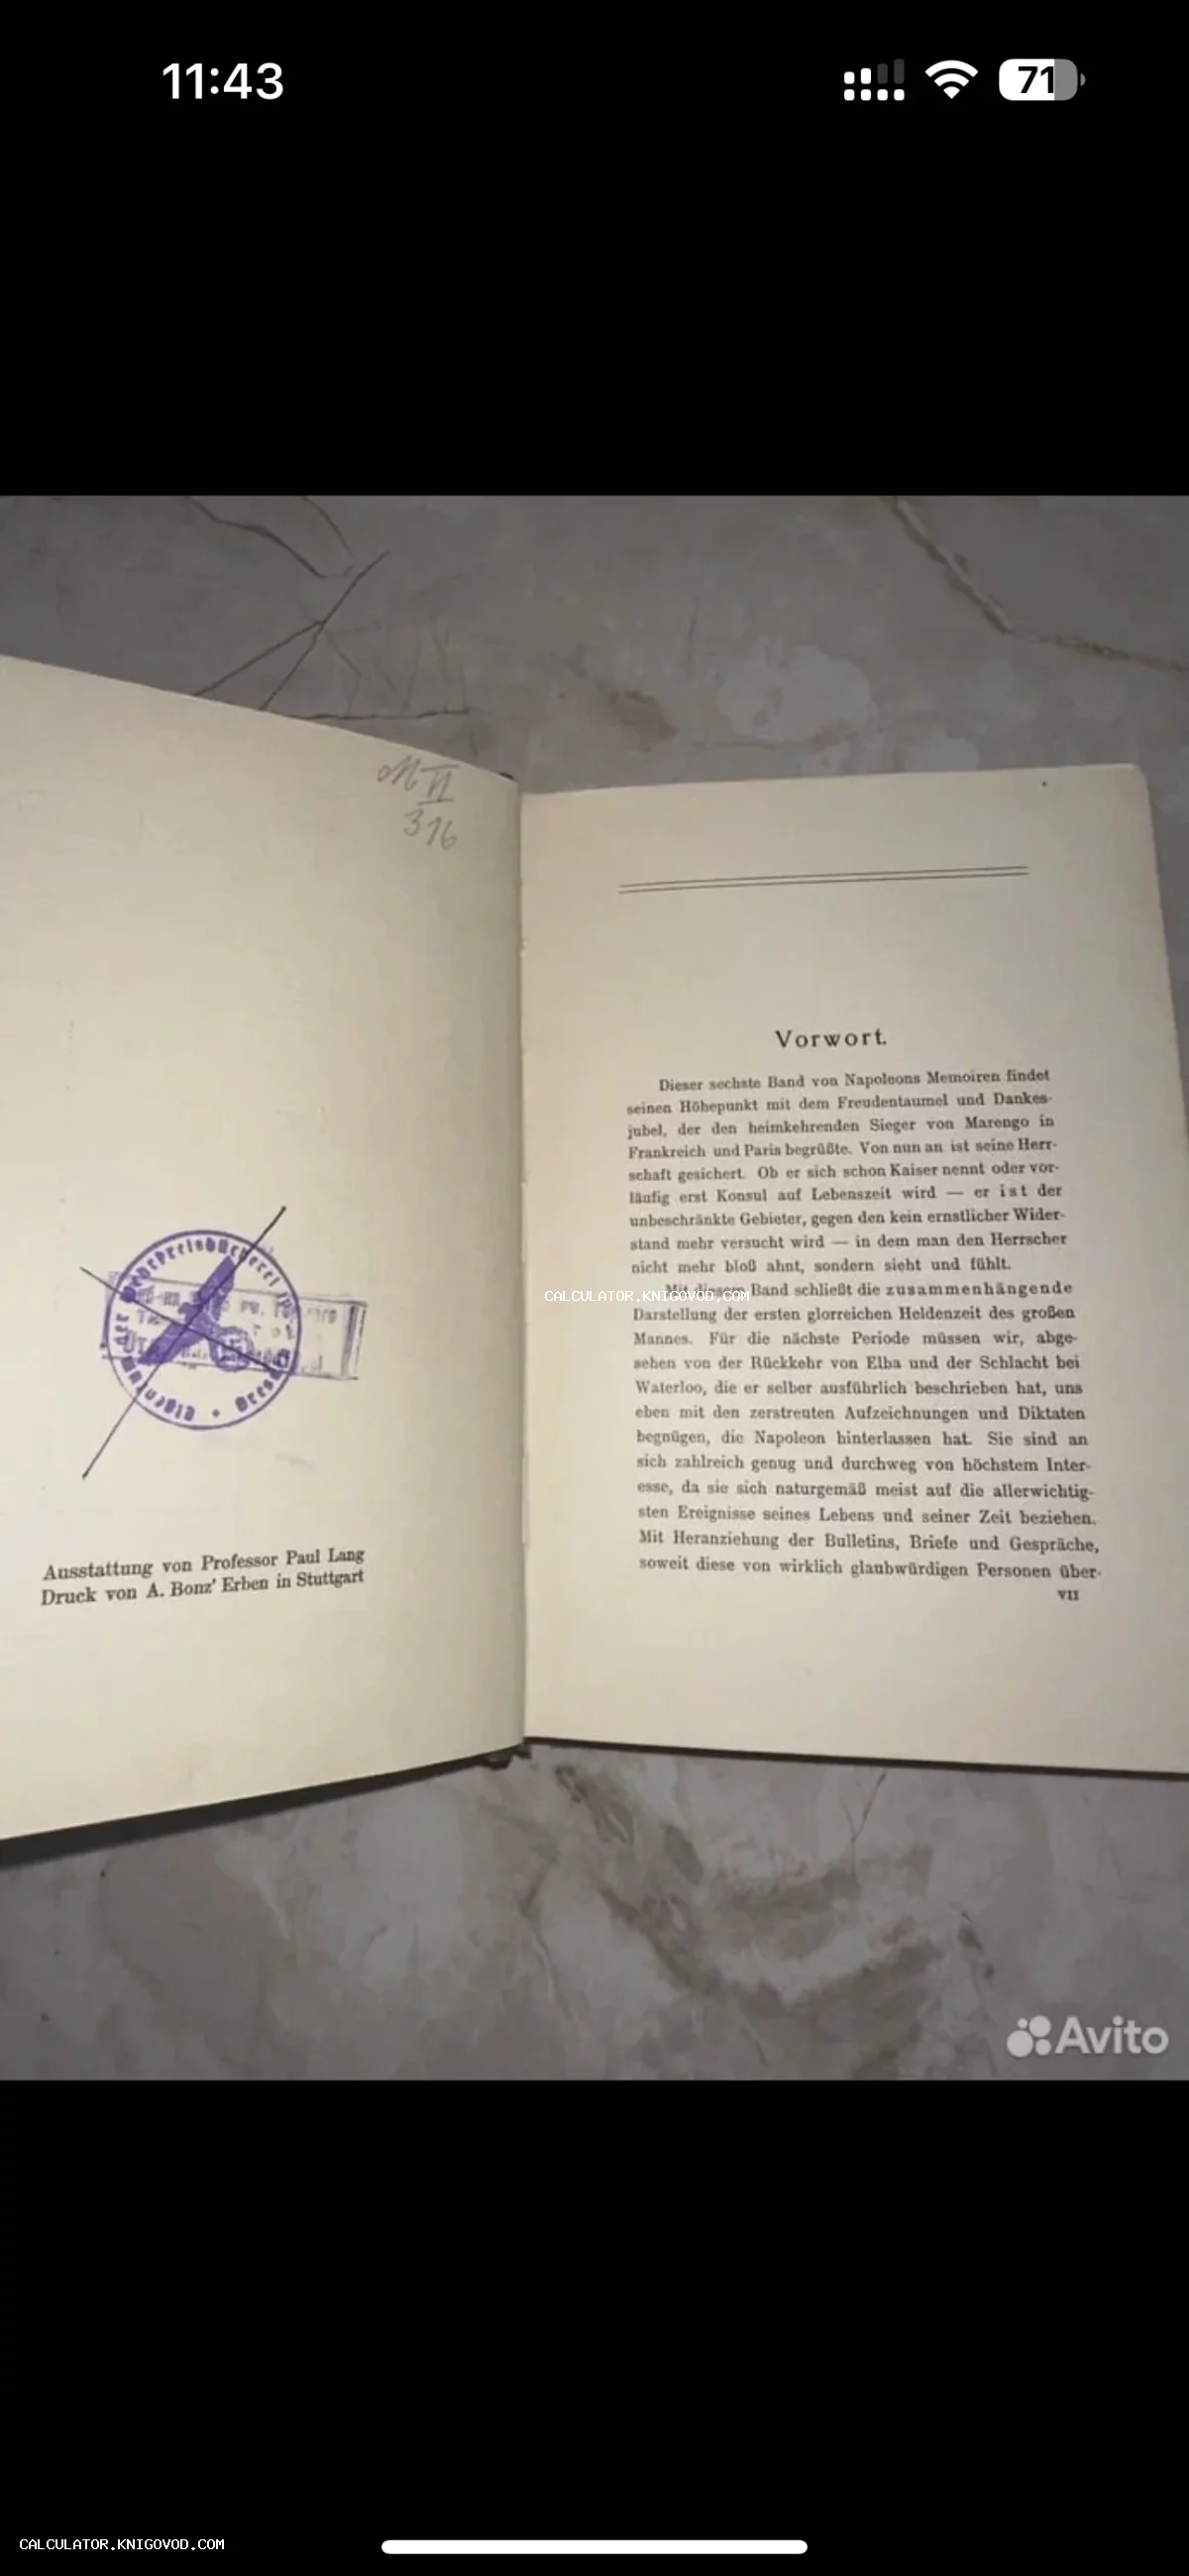 11:43
71
M II
316
Eigentum der Wehrkreisbücherei
Dresden
Ausstattung von Professor Paul Lang
Druck von A. Bonz' Erben in Stuttgart
Vorwort.
Dieser sechste Band von Napoleons Memoiren findet
seinen Höhepunkt mit dem Freudentaumel und Dankes-
jubel, der den heimkehrenden Sieger von Marengo in
Frankreich und Paris begrüßte. Von nun an ist seine Herr-
schaft gesichert. Ob er sich schon Kaiser nennt oder vor-
läufig erst Konsul auf Lebenszeit wird — er ist der
unbeschränkte Gebieter, gegen den kein ernstlicher Wider-
stand mehr versucht wird — in dem man den Herrscher
nicht mehr bloß ahnt, sondern sieht und fühlt.
Mit diesem Band schließt die zusammenhängende
CALCULATOR.KNIGOVOD.COM
Darstellung der ersten glorreichen Heldenzeit des großen
Mannes. Für die nächste Periode müssen wir, abge-
sehen von der Rückkehr von Elba und der Schlacht bei
Waterloo, die er selber ausführlich beschrieben hat, uns
eben mit den zerstreuten Aufzeichnungen und Diktaten
begnügen, die Napoleon hinterlassen hat. Sie sind an
sich zahlreich genug und durchweg von höchstem Inter-
esse, da sie sich naturgemäß meist auf die allerwichtig-
sten Ereignisse seines Lebens und seiner Zeit beziehen.
Mit Heranziehung der Bulletins, Briefe und Gespräche,
soweit diese von wirklich glaubwürdigen Personen über-
VII
Avito
CALCULATOR.KNIGOVOD.COM